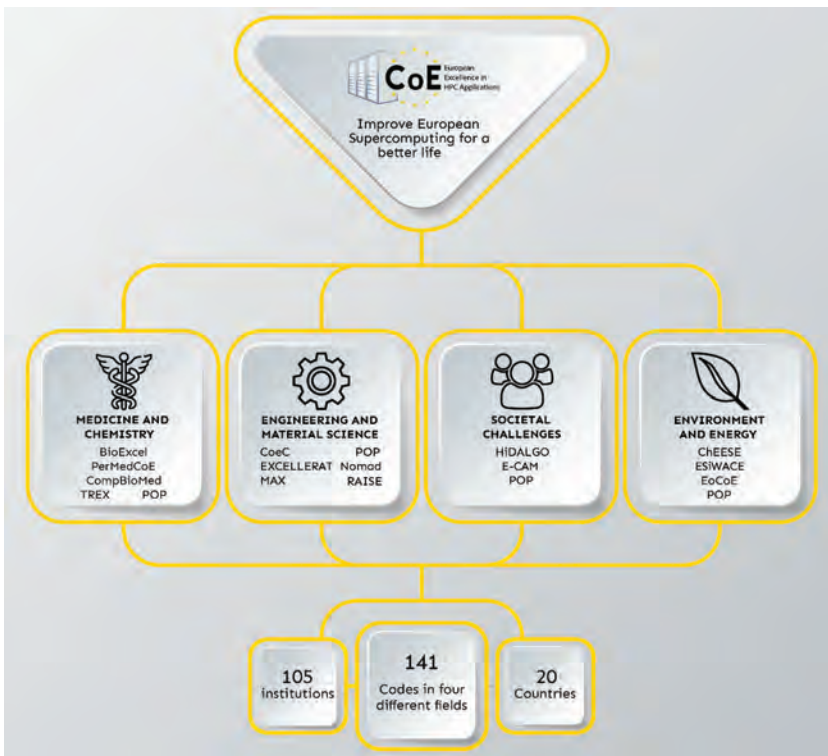 CoE
European
Excellence in
HPC Applications
Improve European
Supercomputing for a
better life
MEDICINE AND
CHEMISTRY
BioExcel
PerMedCoE
CompBioMed
TREX POP
ENGINEERING AND
MATERIAL SCIENCE
CoeC POP
EXCELLERAT Nomad
MAX RAISE
SOCIETAL
CHALLENGES
HiDALGO
E-CAM
POP
ENVIRONMENT
AND ENERGY
ChEESE
ESiWACE
EoCoE
POP
105
institutions
141
Codes in four
different fields
20
Countries